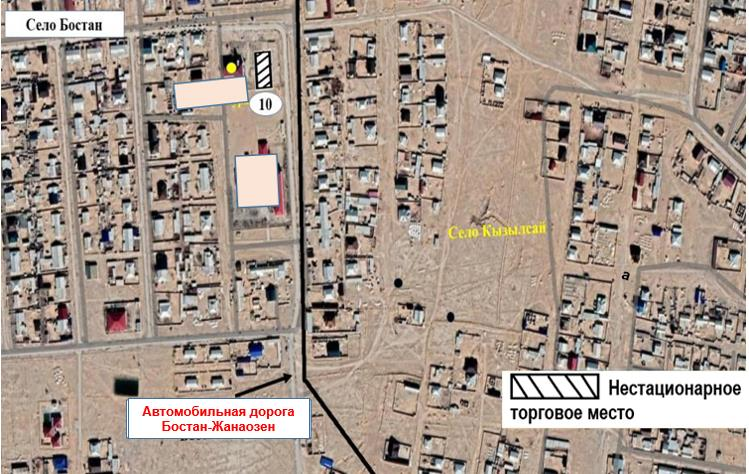 Село Бостан
10
Село Кызылсай
а
Автомобильная дорога
Бостан-Жанаозен
Нестационарное
торговое место